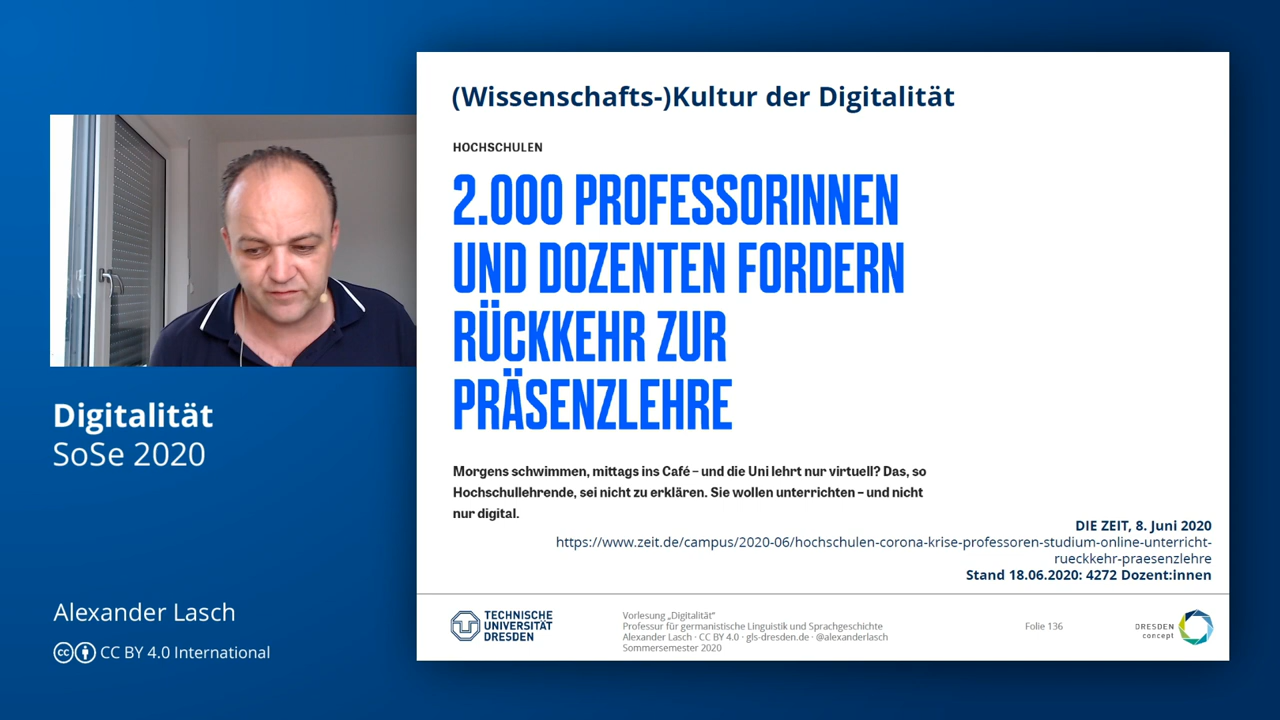 (Wissenschafts-)Kultur der Digitalität
HOCHSCHULEN
2.000 PROFESSORINNEN
UND DOZENTEN FORDERN
RÜCKKEHR ZUR
PRÄSENZLEHRE
Morgens schwimmen, mittags ins Café – und die Uni lehrt nur virtuell? Das, so
Hochschullehrende, sei nicht zu erklären. Sie wollen unterrichten – und nicht
nur digital.
DIE ZEIT, 8. Juni 2020
https://www.zeit.de/campus/2020-06/hochschulen-corona-krise-professoren-studium-online-unterricht-
rueckkehr-praesenzlehre
Stand 18.06.2020: 4272 Dozent:innen
Digitalität
SoSe 2020
Alexander Lasch
CC BY 4.0 International
TECHNISCHE
UNIVERSITÄT
DRESDEN
Vorlesung „Digitalität“
Professur für germanistische Linguistik und Sprachgeschichte
Alexander Lasch · CC BY 4.0 · gls-dresden.de · @alexanderlasch
Sommersemester 2020
Folie 136
DRESDEN
concept